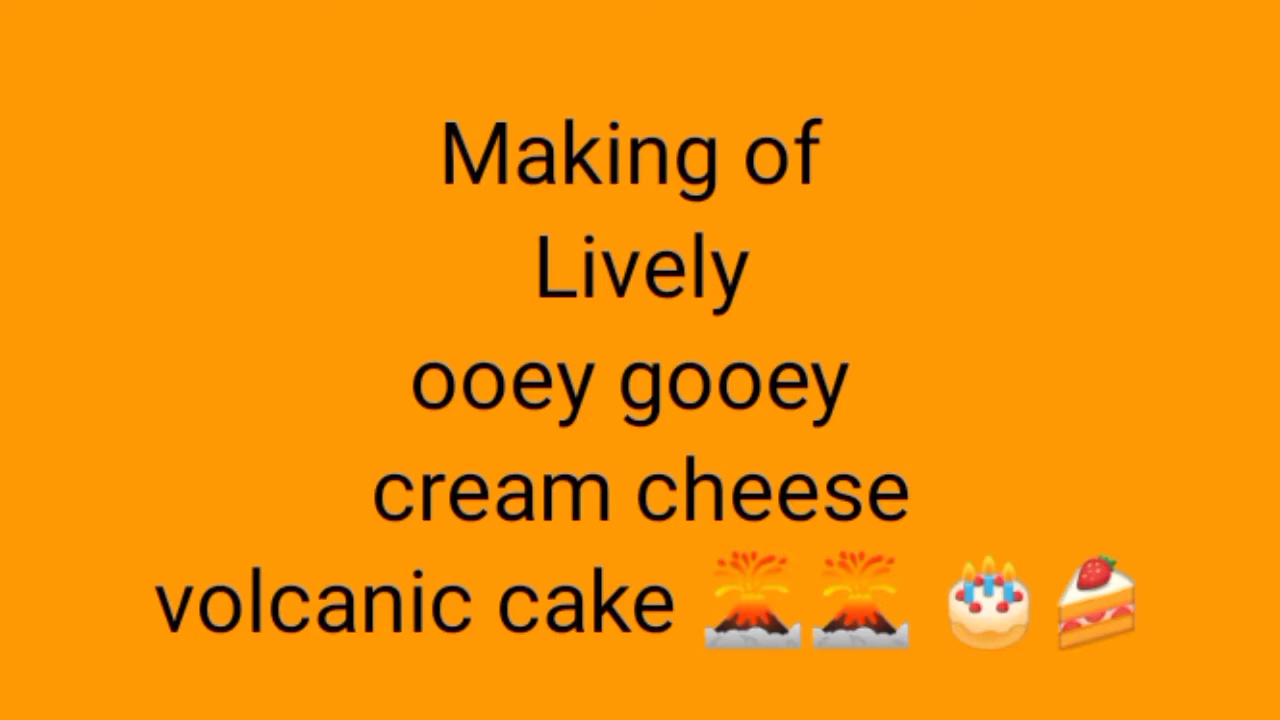 Making of
Lively
ooey gooey
cream cheese
volcanic cake 🌋🌋 🎂🍰